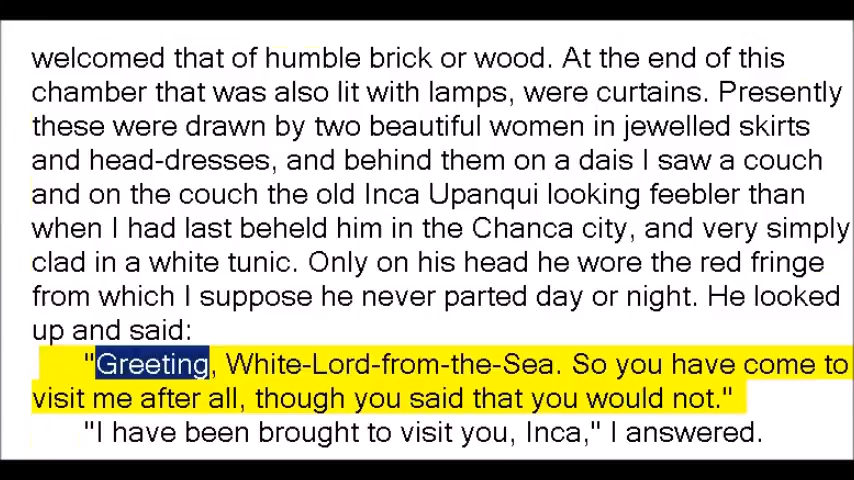 welcomed that of humble brick or wood. At the end of this
chamber that was also lit with lamps, were curtains. Presently
these were drawn by two beautiful women in jewelled skirts
and head-dresses, and behind them on a dais I saw a couch
and on the couch the old Inca Upanqui looking feebler than
when I had last beheld him in the Chanca city, and very simply
clad in a white tunic. Only on his head he wore the red fringe
from which I suppose he never parted day or night. He looked
up and said:
"Greeting, White-Lord-from-the-Sea. So you have come to
visit me after all, though you said that you would not."
"I have been brought to visit you, Inca," I answered.